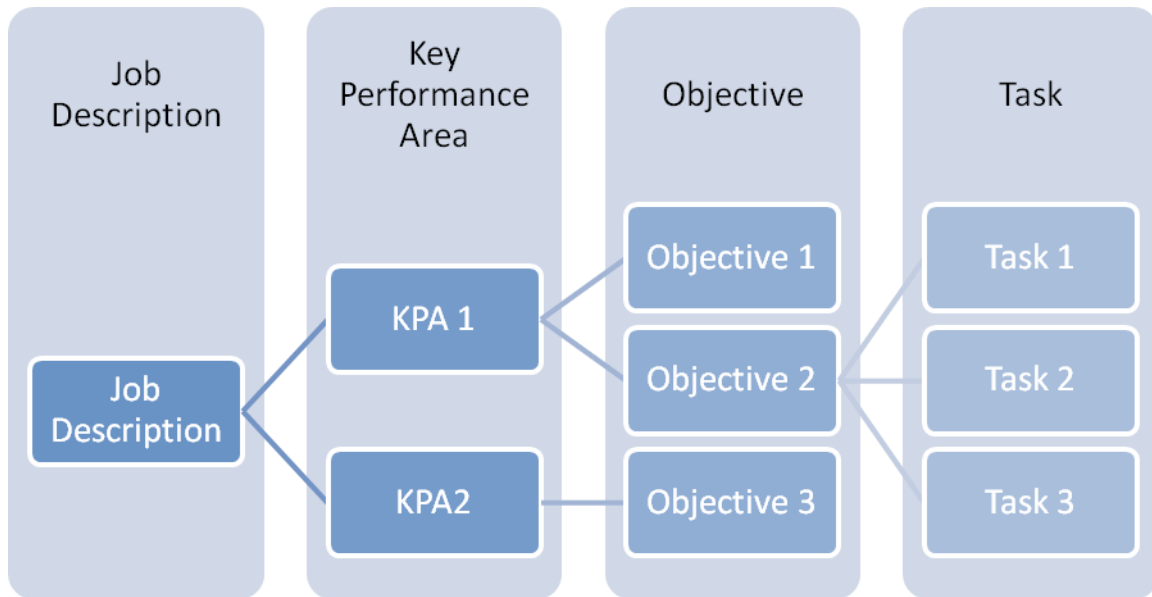 Job
Description
Key
Performance
Area
Objective
Task
Job
Description
KPA 1
KPA2
Objective 1
Objective 2
Objective 3
Task 1
Task 2
Task 3